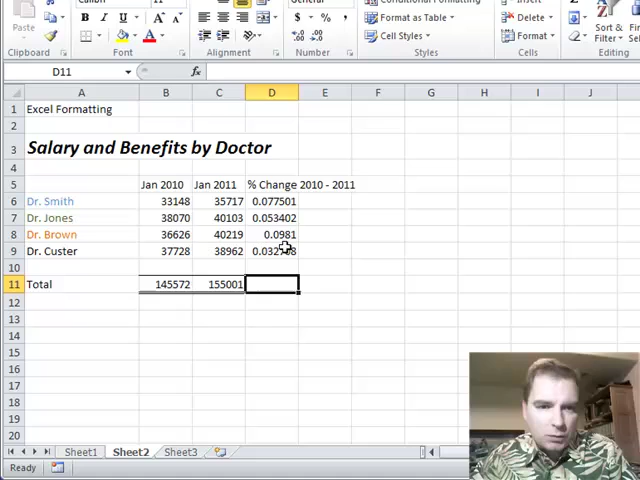 Calibri 11
Paste
B I U
Conditional Formatting
Format as Table
Cell Styles
Delete
Format
Sort &
Filter
Clipboard Font Alignment Number Styles Cells Editing
D11 fx
A B C D E F G H I J
1 Excel Formatting
2
3 Salary and Benefits by Doctor
4
5 Jan 2010 Jan 2011 % Change 2010 - 2011
6 Dr. Smith 33148 35717 0.077501
7 Dr. Jones 38070 40103 0.053402
8 Dr. Brown 36626 40219 0.0981
9 Dr. Custer 37728 38962
10
11 Total 145572 155001
12
13
14
15
16
17
18
19
20
Sheet1 Sheet2 Sheet3
Ready